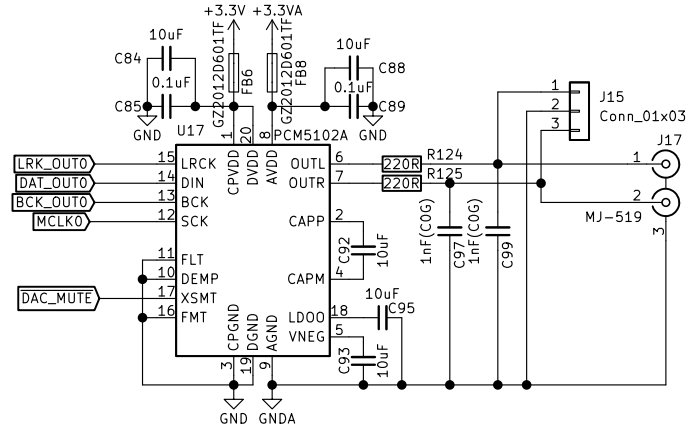 +3.3V
+3.3VA
10uF
C84
0.1uF
C85
GND
GZ2012D601TF
FB6
GZ2012D601TF
FB8
10uF
C88
0.1uF
C89
GND
U17
PCM5102A
1
20
8
CPVDD
DVDD
AVDD
LRK_OUT0
15
LRCK
DAT_OUT0
14
DIN
BCK_OUT0
13
BCK
MCLK0
12
SCK
11
FLT
10
DEMP
DAC_MUTE
17
XSMT
16
FMT
OUTL
6
220R
R124
OUTR
7
220R
R125
CAPP
2
C92
10uF
CAPM
4
LDOO
18
10uF
C95
VNEG
5
C93
10uF
CPGND
DGND
AGND
3
19
9
GND
GNDA
1nF(C0G)
C97
1nF(C0G)
C99
1
2
3
J15
Conn_01x03
J17
1
2
MJ-519
3